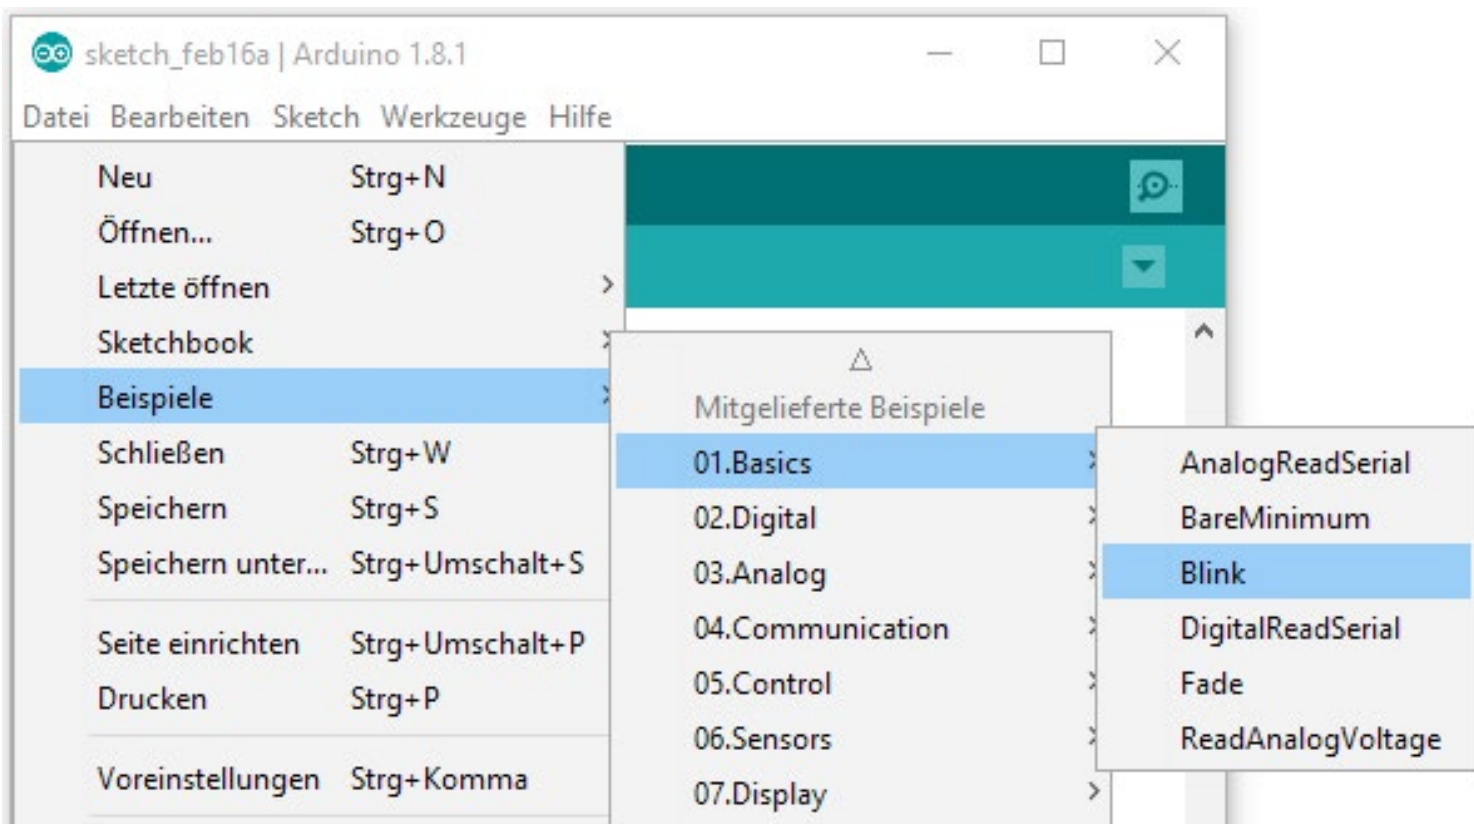 sketch_feb16a | Arduino 1.8.1
Datei Bearbeiten Sketch Werkzeuge Hilfe
Neu Strg+N
Öffnen... Strg+O
Letzte öffnen
Sketchbook
Beispiele
Schließen Strg+W
Speichern Strg+S
Speichern unter... Strg+Umschalt+S
Seite einrichten Strg+Umschalt+P
Drucken Strg+P
Voreinstellungen Strg+Komma
Mitgelieferte Beispiele
01.Basics
02.Digital
03.Analog
04.Communication
05.Control
06.Sensors
07.Display
AnalogReadSerial
BareMinimum
Blink
DigitalReadSerial
Fade
ReadAnalogVoltage